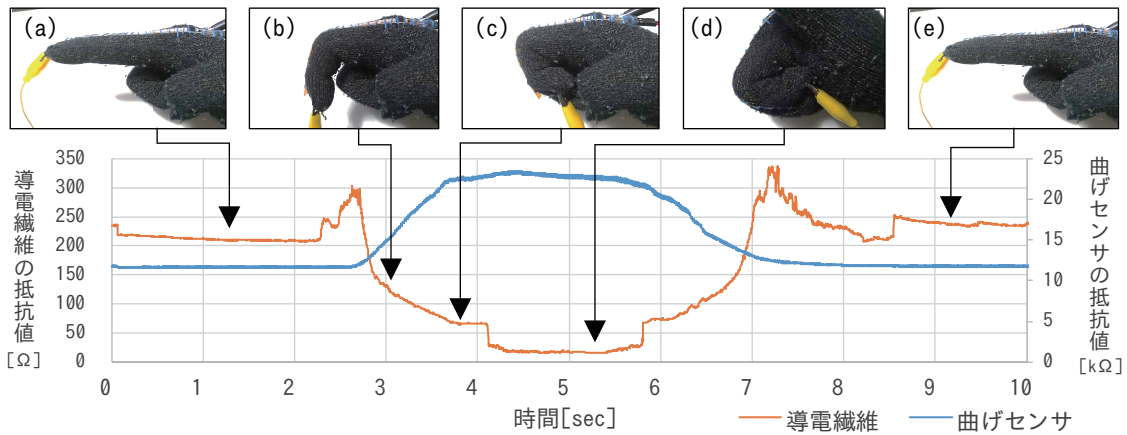 (a)
(b)
(c)
(d)
(e)
導電繊維の抵抗値
[Ω]
350
300
250
200
150
100
50
0
25
20
15
10
5
0
曲げセンサの抵抗値
[kΩ]
0 1 2 3 4 5 6 7 8 9 10
時間[sec]
導電繊維
曲げセンサ